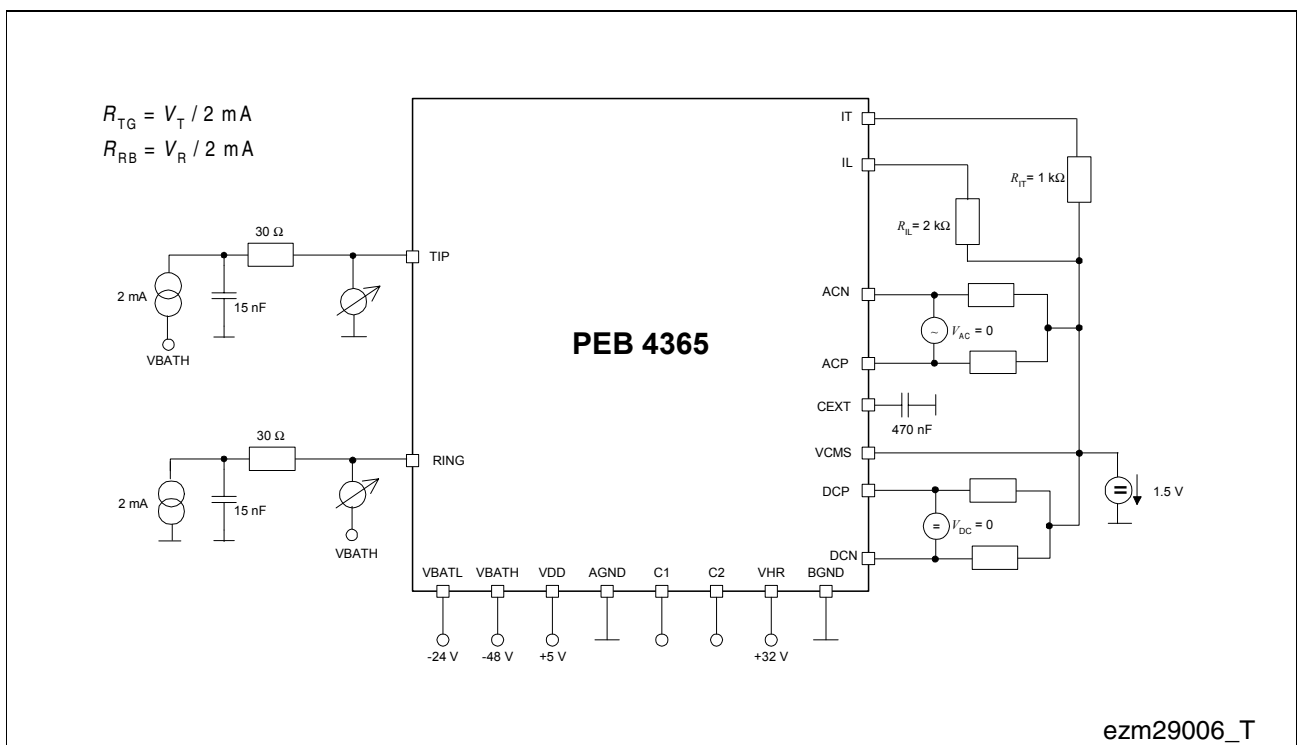 R_TG = V_T / 2 mA
R_RB = V_R / 2 mA
IT
IL
R_IT = 1 kΩ
R_IL = 2 kΩ
30 Ω
TIP
2 mA
15 nF
VBATH
ACN
V_AC = 0
ACP
PEB 4365
CEXT
470 nF
30 Ω
RING
2 mA
15 nF
VBATH
VCMS
DCP
V_DC = 0
DCN
1.5 V
VBATL VBATH VDD AGND C1 C2 VHR BGND
-24 V -48 V +5 V +32 V
ezm29006_T